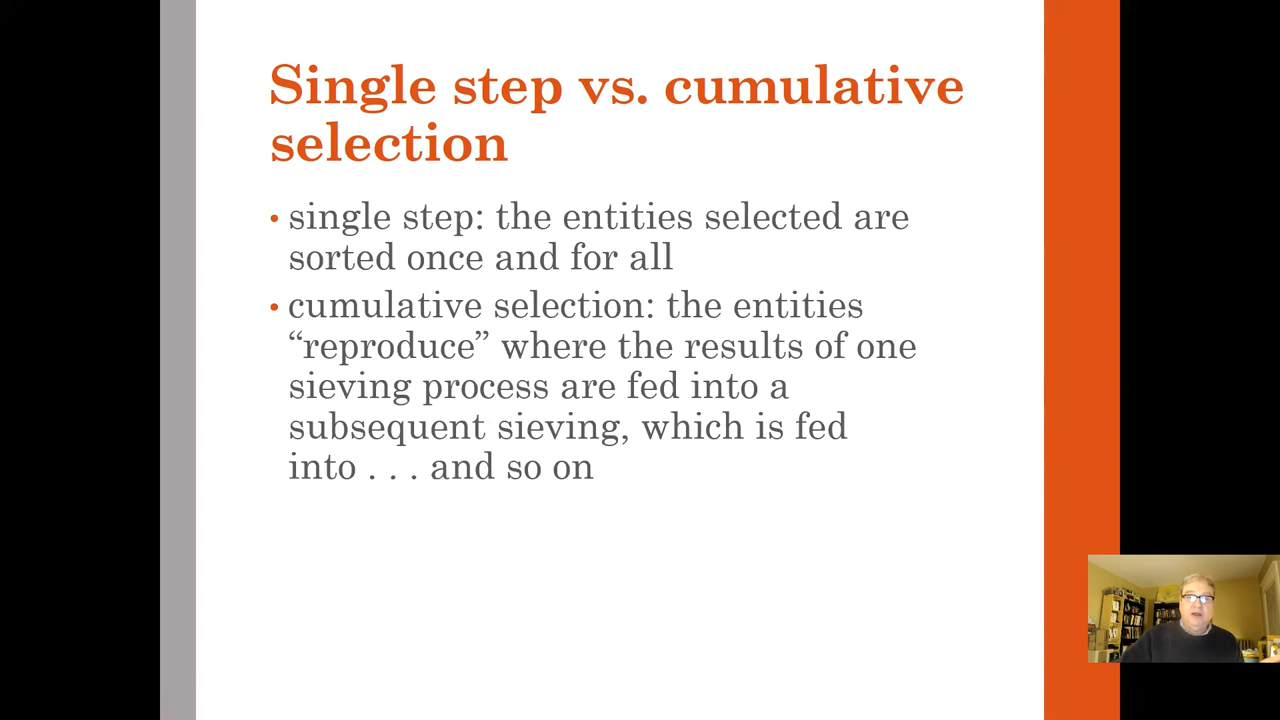 Single step vs. cumulative
selection
• single step: the entities selected are
sorted once and for all
• cumulative selection: the entities
“reproduce” where the results of one
sieving process are fed into a
subsequent sieving, which is fed
into . . . and so on